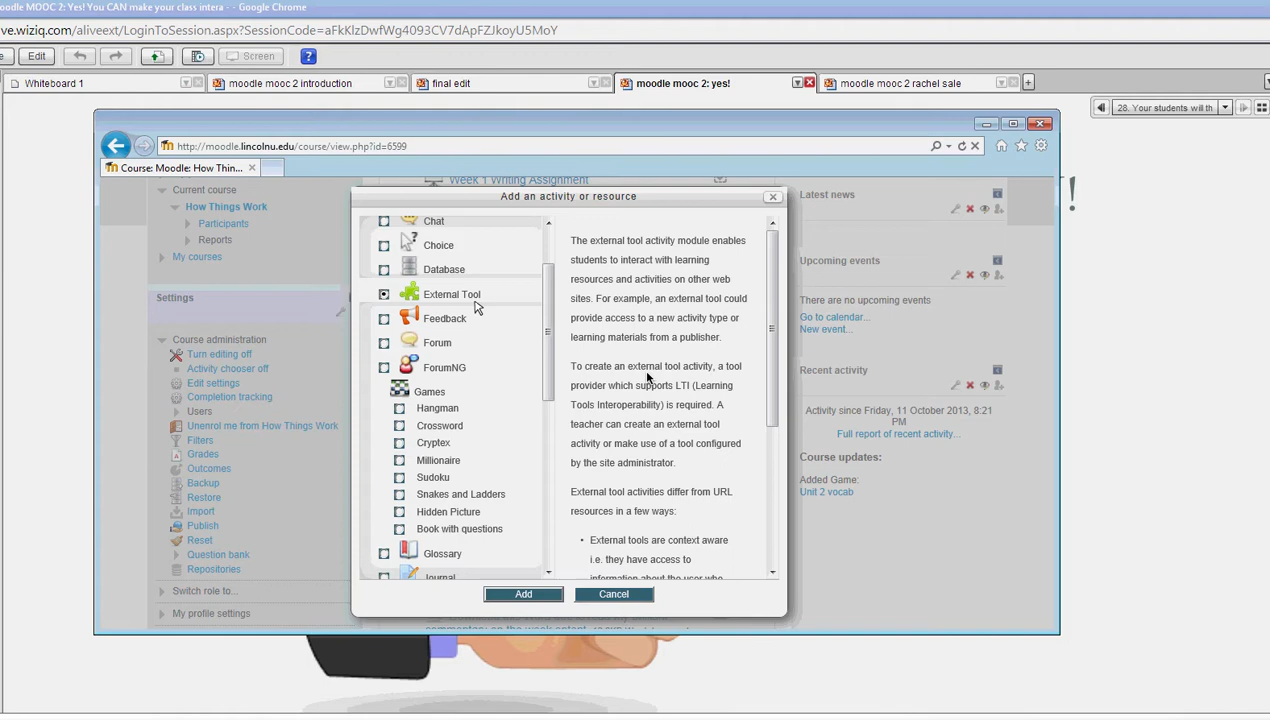 oodle MOOC 2: Yes! You CAN make your class intera - - Google Chrome
ve.wiziq.com/aliveext/LoginToSession.aspx?SessionCode=aFkKlzDwfWg4093CV7dApFZJkoyU5MoY
Edit
Screen
Whiteboard 1
moodle mooc 2 introduction
final edit
moodle mooc 2: yes!
moodle mooc 2 rachel sale
28. Your students will th
http://moodle.lincolnu.edu/course/view.php?id=6599
Course: Moodle: How Thin...
Week 1 Writing Assignment
Current course
How Things Work
Participants
Reports
My courses
Settings
Course administration
Turn editing off
Activity chooser off
Edit settings
Completion tracking
Users
Unenrol me from How Things Work
Filters
Grades
Outcomes
Backup
Restore
Import
Publish
Reset
Question bank
Repositories
Switch role to...
My profile settings
Add an activity or resource
Chat
Choice
Database
External Tool
Feedback
Forum
ForumNG
Games
Hangman
Crossword
Cryptex
Millionaire
Sudoku
Snakes and Ladders
Hidden Picture
Book with questions
Glossary
Journal
The external tool activity module enables
students to interact with learning
resources and activities on other web
sites. For example, an external tool could
provide access to a new activity type or
learning materials from a publisher.
To create an external tool activity, a tool
provider which supports LTI (Learning
Tools Interoperability) is required. A
teacher can create an external tool
activity or make use of a tool configured
by the site administrator.
External tool activities differ from URL
resources in a few ways:
• External tools are context aware
i.e. they have access to
information about the user who
Add
Cancel
Latest news
Upcoming events
There are no upcoming events
Go to calendar...
New event...
Recent activity
Activity since Friday, 11 October 2013, 8:21
PM
Full report of recent activity...
Course updates:
Added Game:
Unit 2 vocab
!